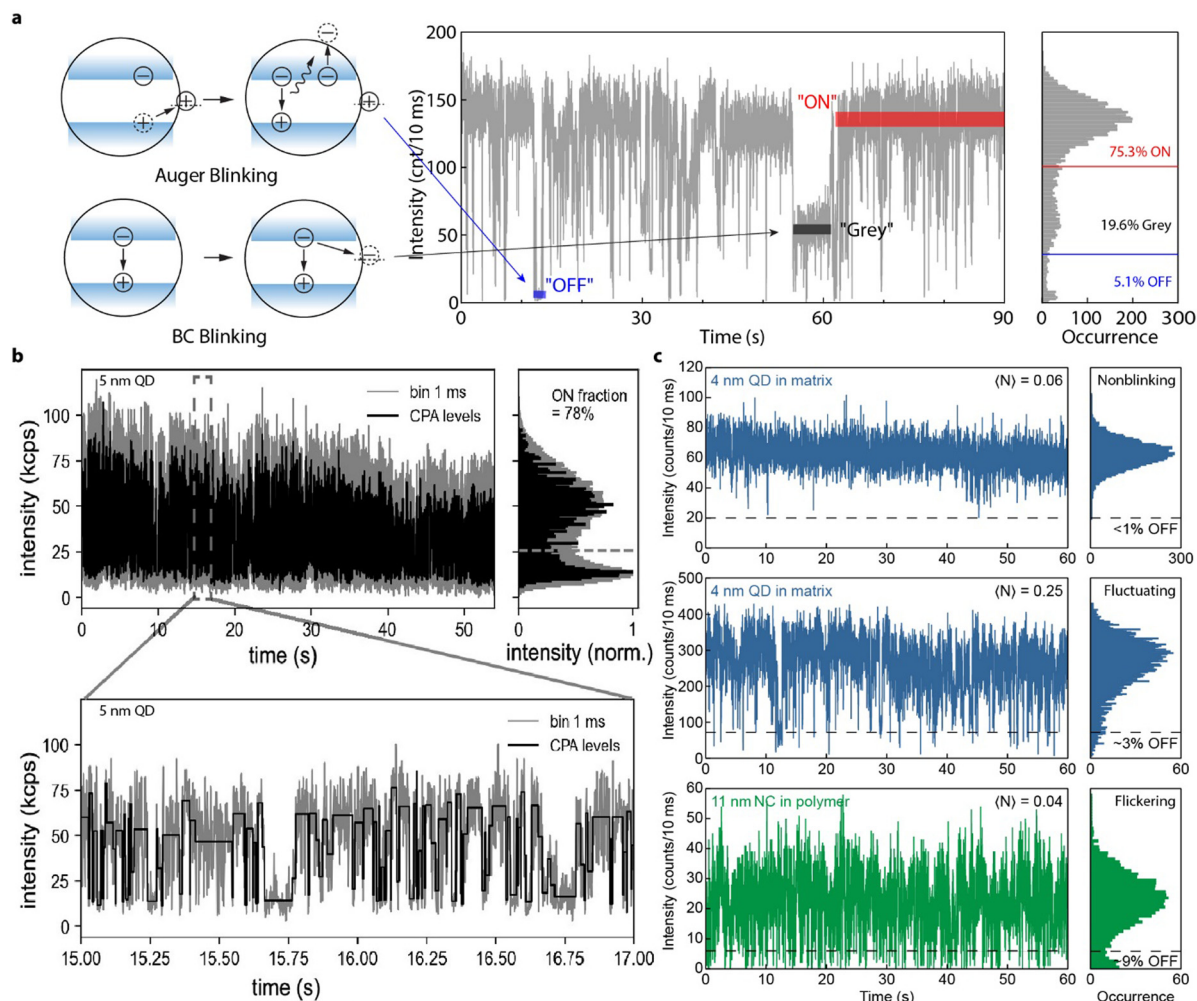 a
Auger Blinking
BC Blinking
Intensity (cnt/10 ms)
200
150
100
50
0
"ON"
"Grey"
"OFF"
0 30 60 90
Time (s)
75.3% ON
19.6% Grey
5.1% OFF
0 100 200 300
Occurrence
b
5 nm QD
bin 1 ms
CPA levels
intensity (kcps)
100
75
50
25
0
0 10 20 30 40 50
time (s)
ON fraction
= 78%
0 1
intensity (norm.)
5 nm QD
bin 1 ms
CPA levels
intensity (kcps)
100
75
50
25
0
15.00 15.25 15.50 15.75 16.00 16.25 16.50 16.75 17.00
time (s)
c
4 nm QD in matrix
⟨N⟩ = 0.06
Intensity (counts/10 ms)
120
100
80
60
40
20
0
0 10 20 30 40 50 60
Nonblinking
<1% OFF
0 300
4 nm QD in matrix
⟨N⟩ = 0.25
Intensity (counts/10 ms)
500
400
300
200
100
0
0 10 20 30 40 50 60
Fluctuating
~3% OFF
11 nm NC in polymer
⟨N⟩ = 0.04
Intensity (counts/10 ms)
60
50
40
30
20
10
0
0 10 20 30 40 50 60
Time (s)
Flickering
~9% OFF
Occurrence